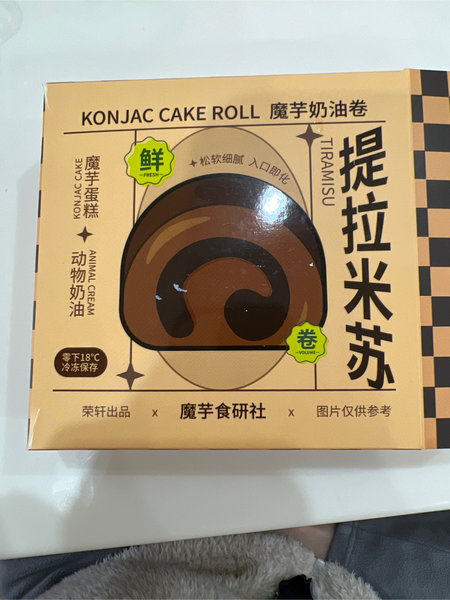 KONJAC CAKE ROLL 魔芋奶油卷
鲜
FRESH
松软细腻 入口即化
魔芋蛋糕
KONJAC CAKE
动物奶油
ANIMAL CREAM
提拉米苏
TIRAMISU
卷
VOLUME
零下18℃
冷冻保存
荣轩出品 x 魔芋食研社 x 图片仅供参考